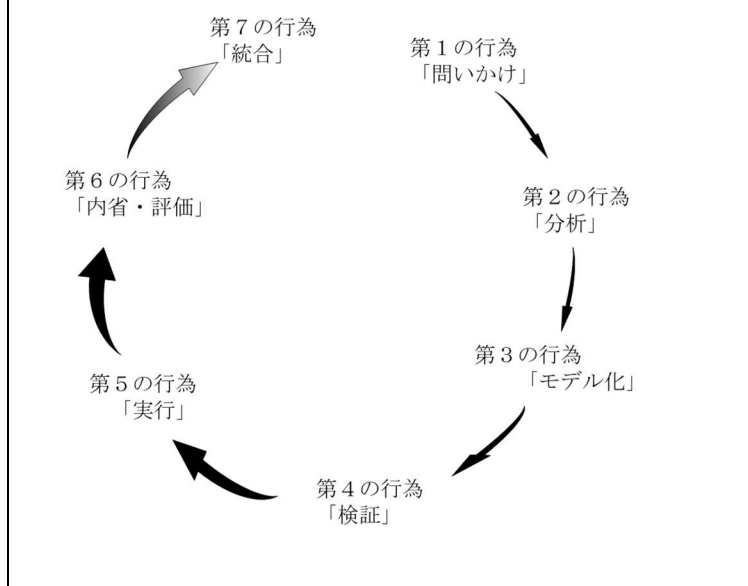 第１の行為
「問いかけ」
第２の行為
「分析」
第３の行為
「モデル化」
第４の行為
「検証」
第５の行為
「実行」
第６の行為
「内省・評価」
第７の行為
「統合」